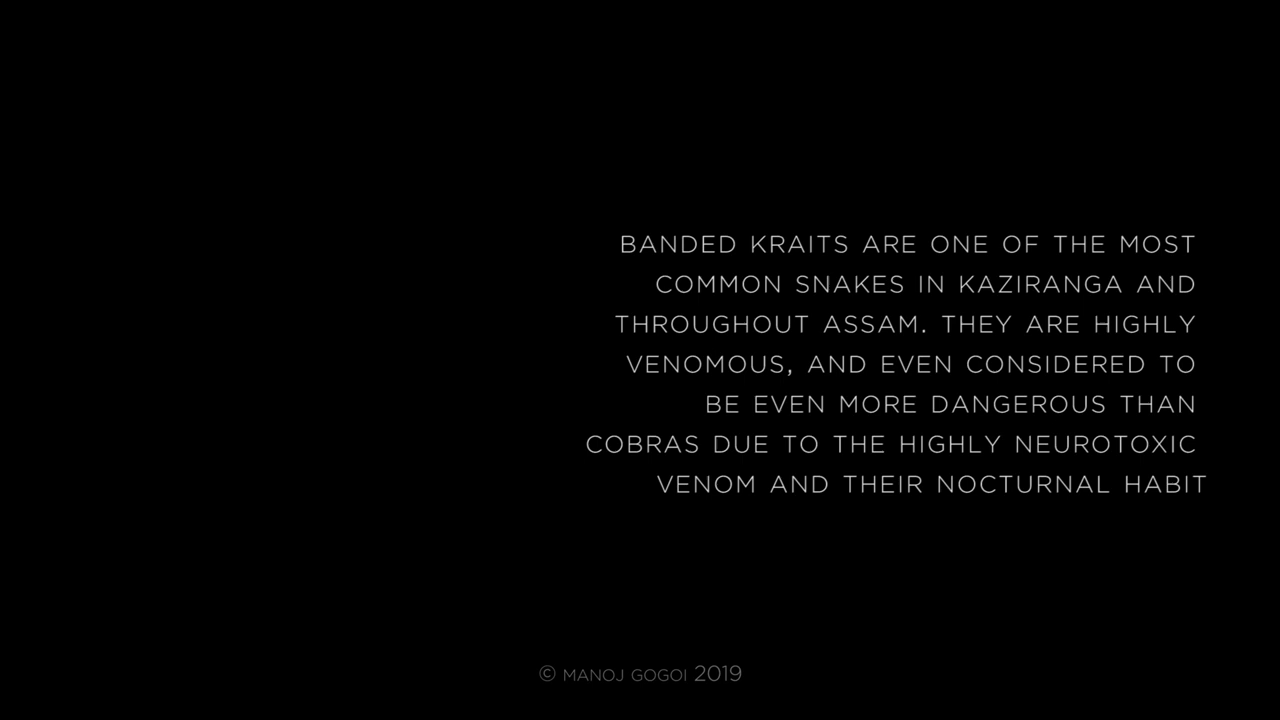 BANDED KRAITS ARE ONE OF THE MOST
COMMON SNAKES IN KAZIRANGA AND
THROUGHOUT ASSAM. THEY ARE HIGHLY
VENOMOUS, AND EVEN CONSIDERED TO
BE EVEN MORE DANGEROUS THAN
COBRAS DUE TO THE HIGHLY NEUROTOXIC
VENOM AND THEIR NOCTURNAL HABIT
© MANOJ GOGOI 2019